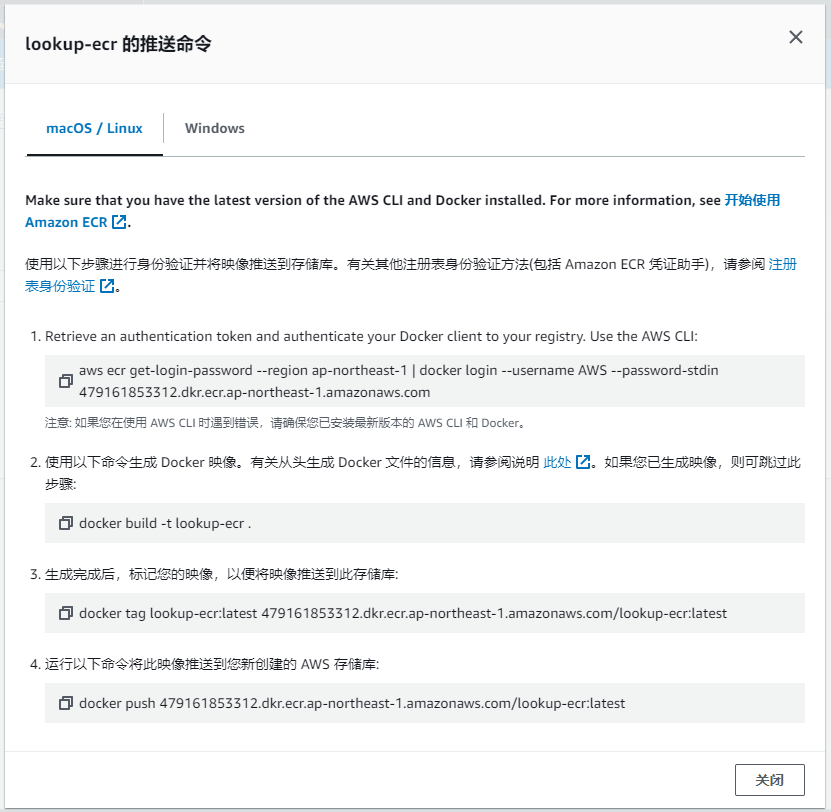 lookup-ecr 的推送命令
macOS / Linux
Windows
Make sure that you have the latest version of the AWS CLI and Docker installed. For more information, see 开始使用
Amazon ECR.
使用以下步骤进行身份验证并将映像推送到存储库。有关其他注册表身份验证方法(包括 Amazon ECR 凭证助手)，请参阅 注册
表身份验证。
1. Retrieve an authentication token and authenticate your Docker client to your registry. Use the AWS CLI:
aws ecr get-login-password --region ap-northeast-1 | docker login --username AWS --password-stdin
479161853312.dkr.ecr.ap-northeast-1.amazonaws.com
注意: 如果您在使用 AWS CLI 时遇到错误，请确保您已安装最新版本的 AWS CLI 和 Docker。
2. 使用以下命令生成 Docker 映像。有关从头生成 Docker 文件的信息，请参阅说明 此处。如果您已生成映像，则可跳过此
步骤:
docker build -t lookup-ecr .
3. 生成完成后，标记您的映像，以便将映像推送到此存储库:
docker tag lookup-ecr:latest 479161853312.dkr.ecr.ap-northeast-1.amazonaws.com/lookup-ecr:latest
4. 运行以下命令将此映像推送到您新创建的 AWS 存储库:
docker push 479161853312.dkr.ecr.ap-northeast-1.amazonaws.com/lookup-ecr:latest
关闭